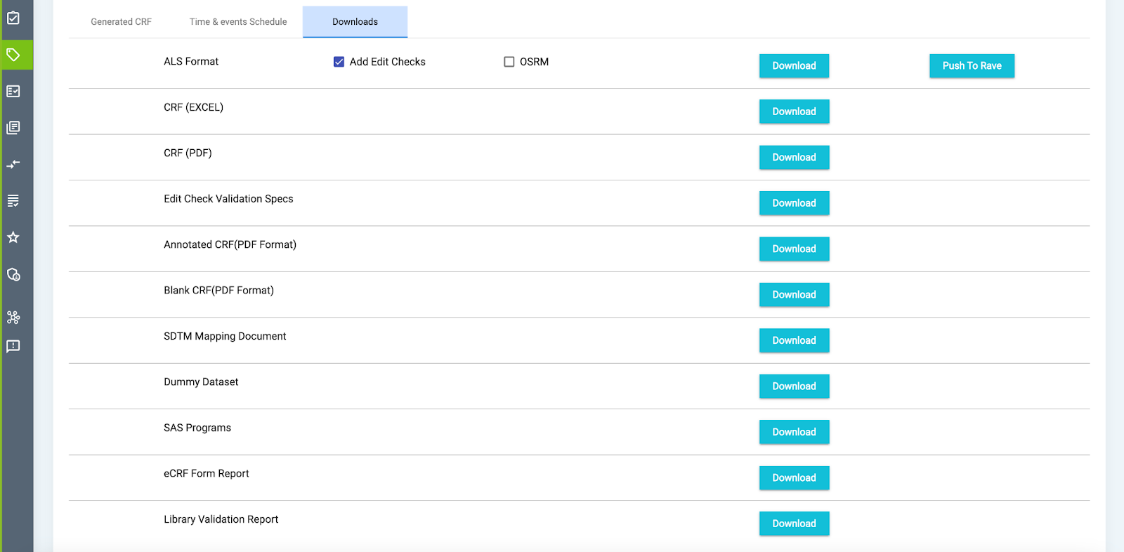 Generated CRF Time & events Schedule Downloads
ALS Format Add Edit Checks OSRM Download Push To Rave
CRF (EXCEL) Download
CRF (PDF) Download
Edit Check Validation Specs Download
Annotated CRF(PDF Format) Download
Blank CRF(PDF Format) Download
SDTM Mapping Document Download
Dummy Dataset Download
SAS Programs Download
eCRF Form Report Download
Library Validation Report Download